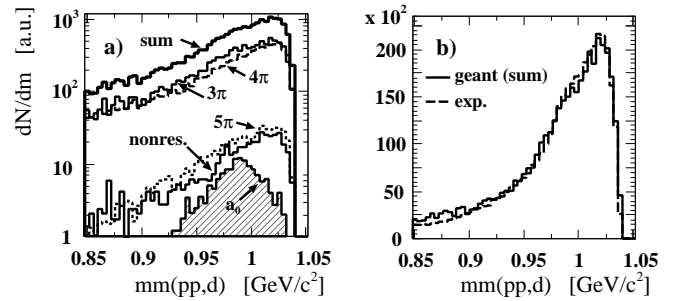 a)
dN/dm [a.u.]
10³
10²
10
1
sum
4π
3π
5π
nonres.
a₀
0.85 0.9 0.95 1 1.05
mm(pp,d) [GeV/c²]
b)
x 10²
200
150
100
50
0
geant (sum)
exp.
0.85 0.9 0.95 1 1.05
mm(pp,d) [GeV/c²]